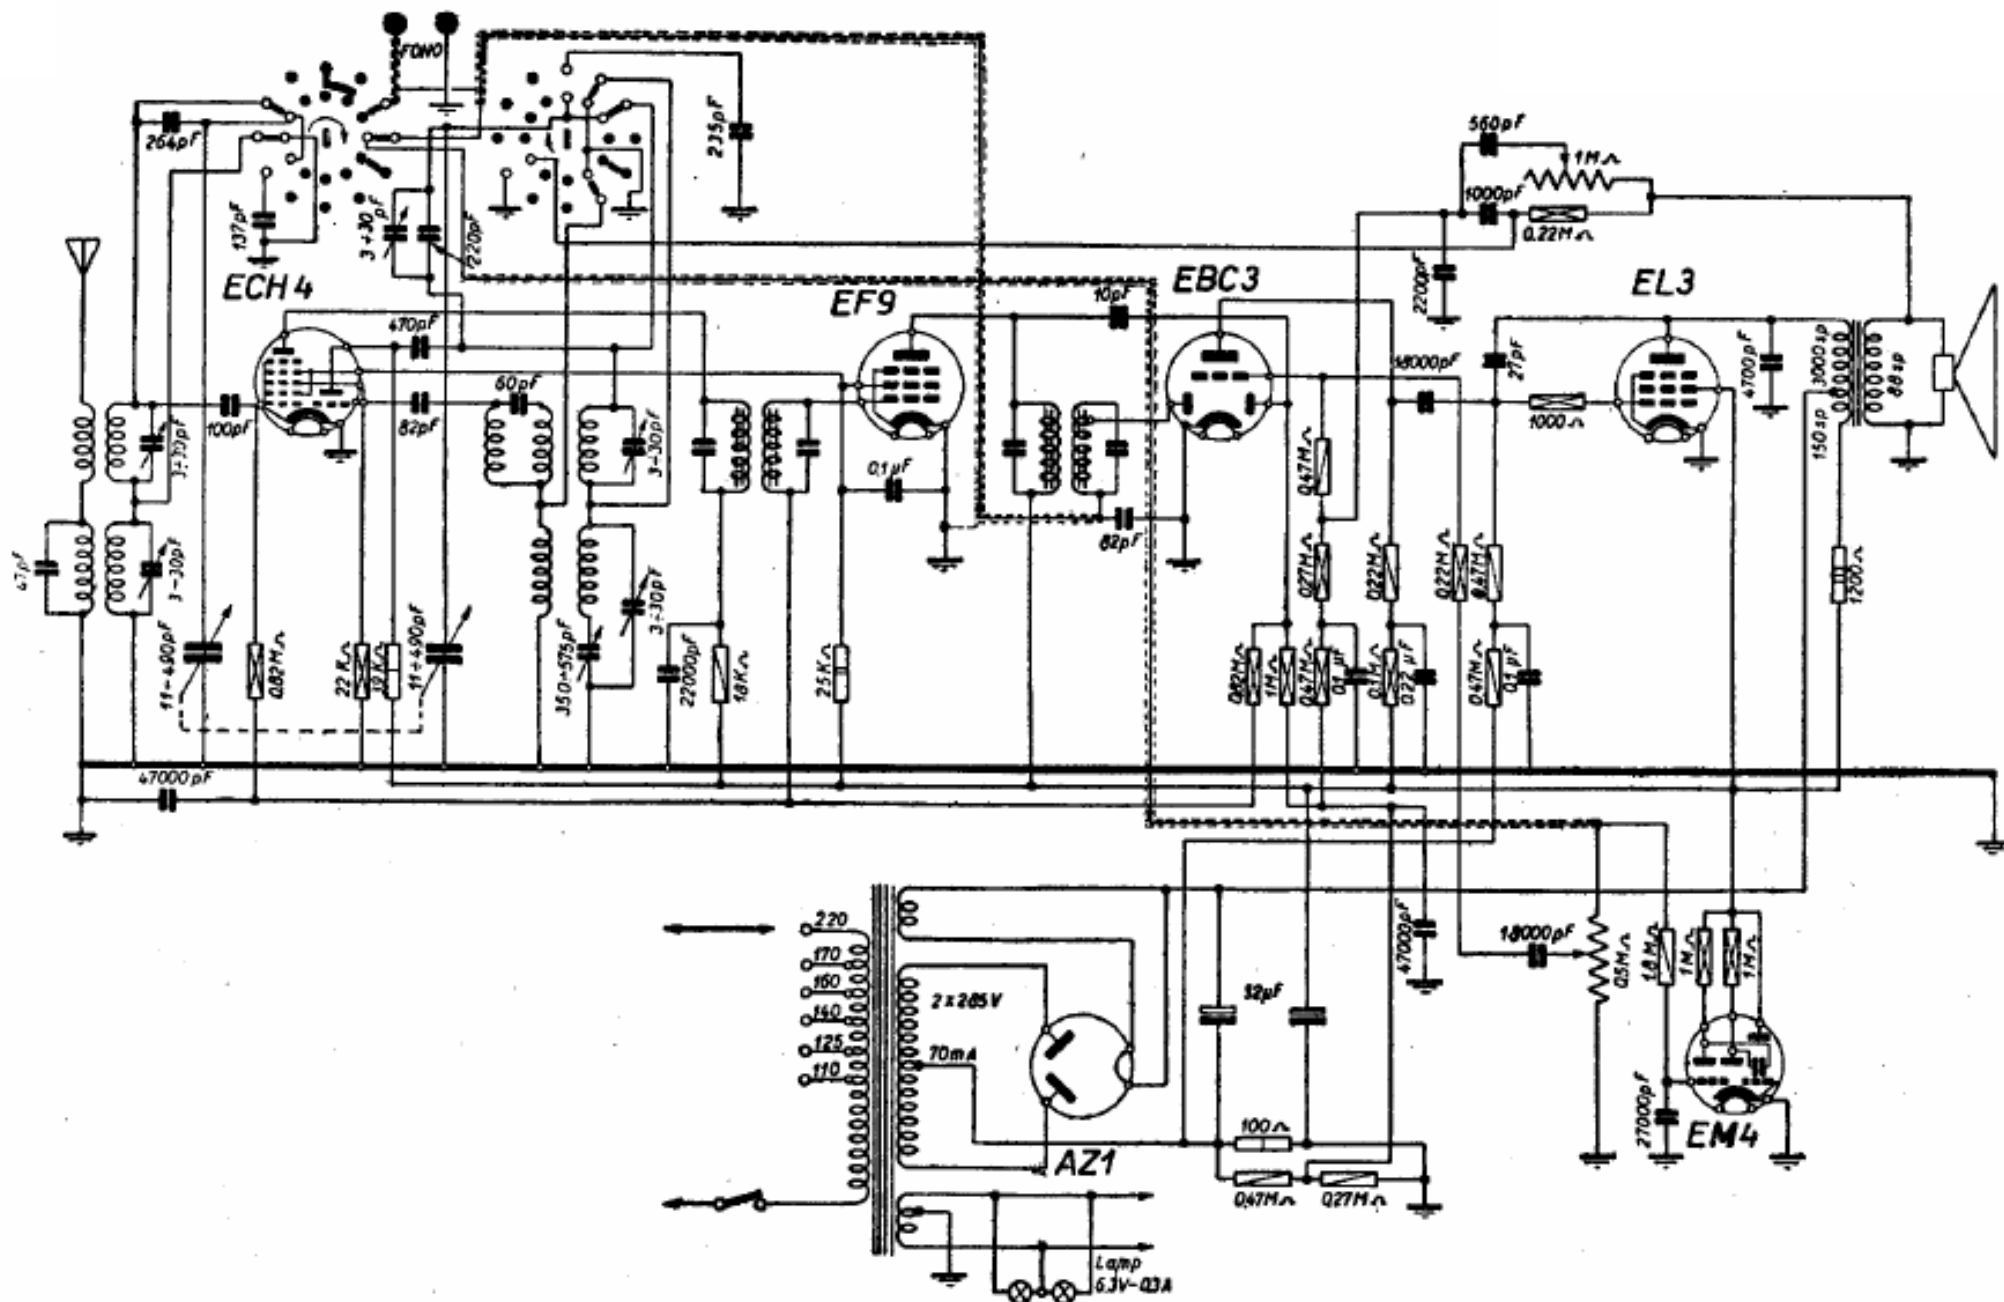 FONO
264pF
137pF
3÷30pF
220pF
235pF
560pF
1MΩ
1000pF
0.22MΩ
2200pF
ECH4
EF9
EBC3
EL3
470pF
10pF
18000pF
27pF
4700pF
3000sp
88sp
150sp
100pF
82pF
60pF
3÷30pF
3-30pF
1000Ω
0.1µF
0.47MΩ
82pF
47pF
3-30pF
3÷30pF
0.27MΩ
0.22MΩ
0.22MΩ
0.47MΩ
1200Ω
11÷490pF
0.82MΩ
22KΩ
11÷490pF
350÷575pF
22000pF
18KΩ
25KΩ
0.82MΩ
1MΩ
0.47MΩ
0.1µF
0.1MΩ
0.22µF
0.47MΩ
0.1µF
47000pF
220
170
160
140
125
110
2x285V
70mA
AZ1
32µF
47000pF
18000pF
0.5MΩ
1.8MΩ
1MΩ
1MΩ
100Ω
0.47MΩ
0.27MΩ
27000pF
EM4
Lamp
6.3V-0.3A